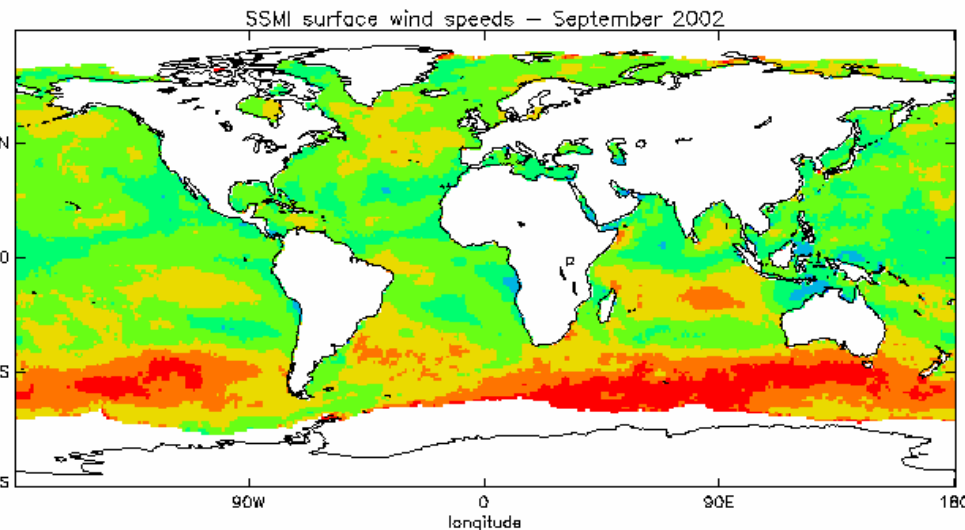 SSMI surface wind speeds – September 2002
N
0
S
S
90W 0 90E 180
longitude